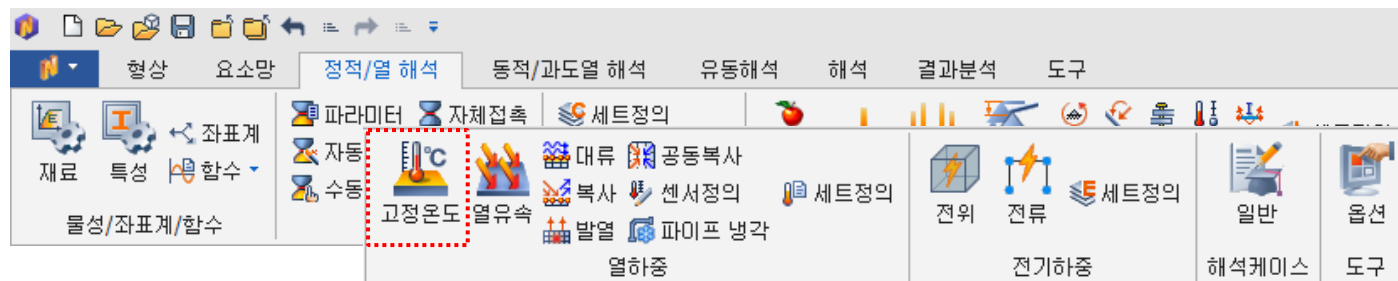 형상 요소망 정적/열 해석 동적/과도열 해석 유동해석 해석 결과분석 도구
파라미터 자체접촉 세트정의
재료 특성 좌표계
함수
자동
수동
물성/좌표계/함수
고정온도 열유속 대류 공동복사
복사 센서정의 세트정의
발열 파이프 냉각
열하중
전위 전류 세트정의
전기하중
일반
해석케이스
옵션
도구